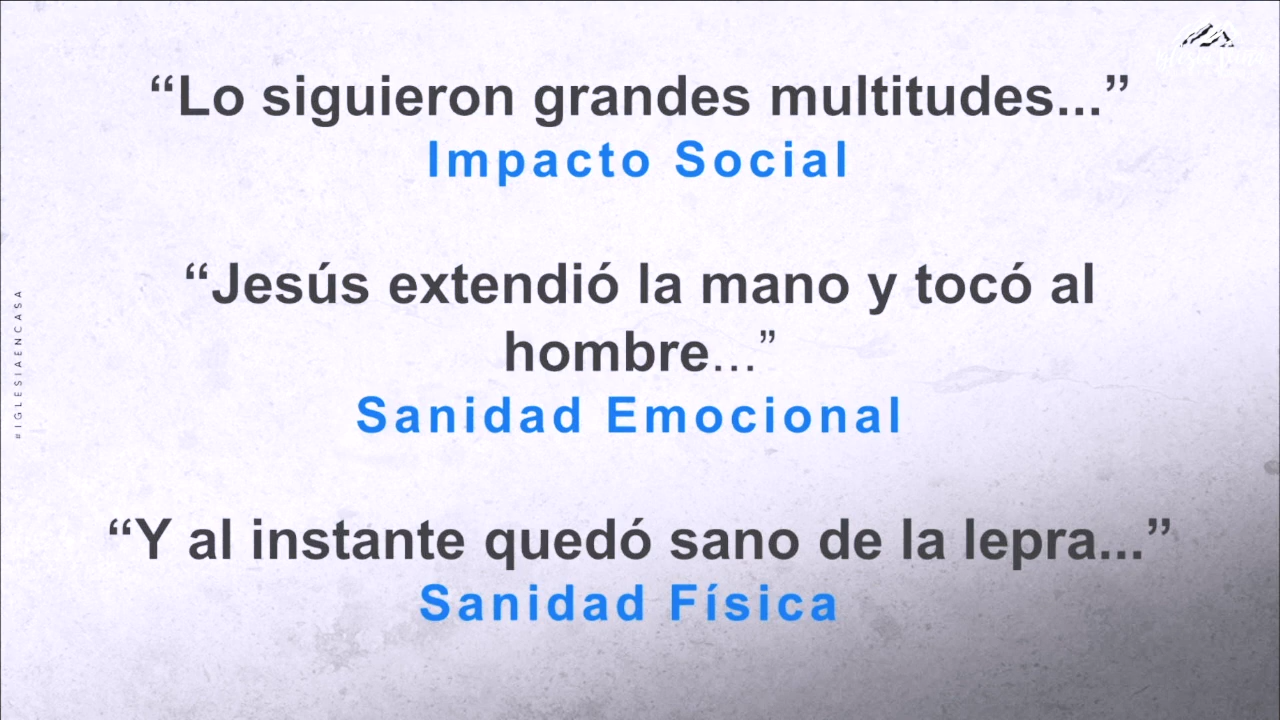 “Lo siguieron grandes multitudes...”
Impacto Social
“Jesús extendió la mano y tocó al
hombre...”
Sanidad Emocional
“Y al instante quedó sano de la lepra...”
Sanidad Física
#IGLESIAENCASA